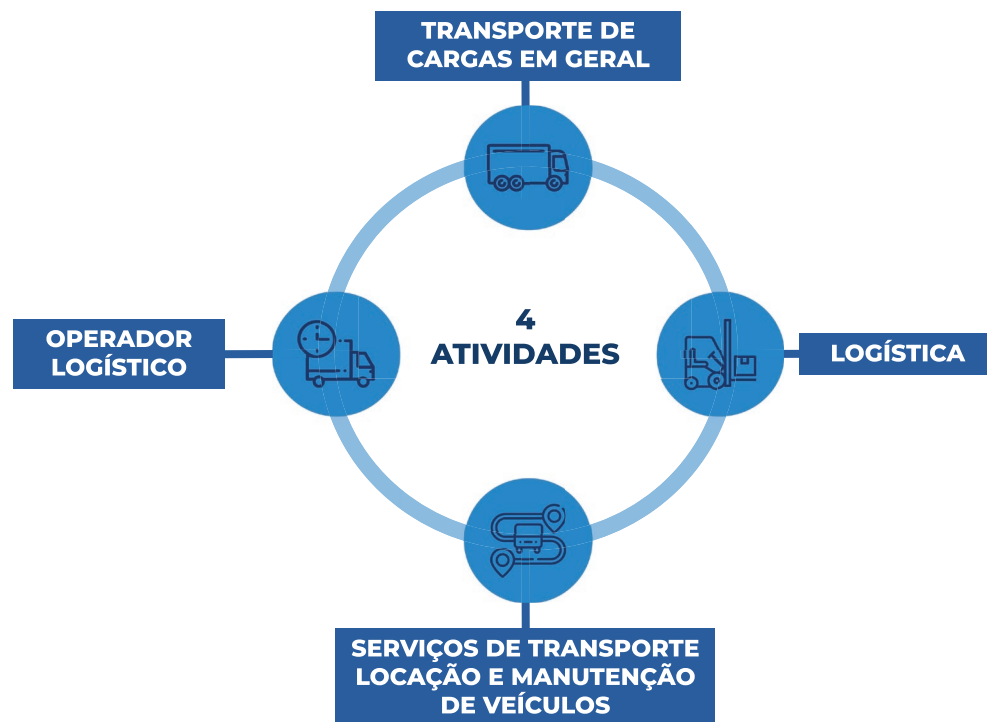 TRANSPORTE DE
CARGAS EM GERAL
4
ATIVIDADES
OPERADOR
LOGÍSTICO
LOGÍSTICA
SERVIÇOS DE TRANSPORTE
LOCAÇÃO E MANUTENÇÃO
DE VEÍCULOS